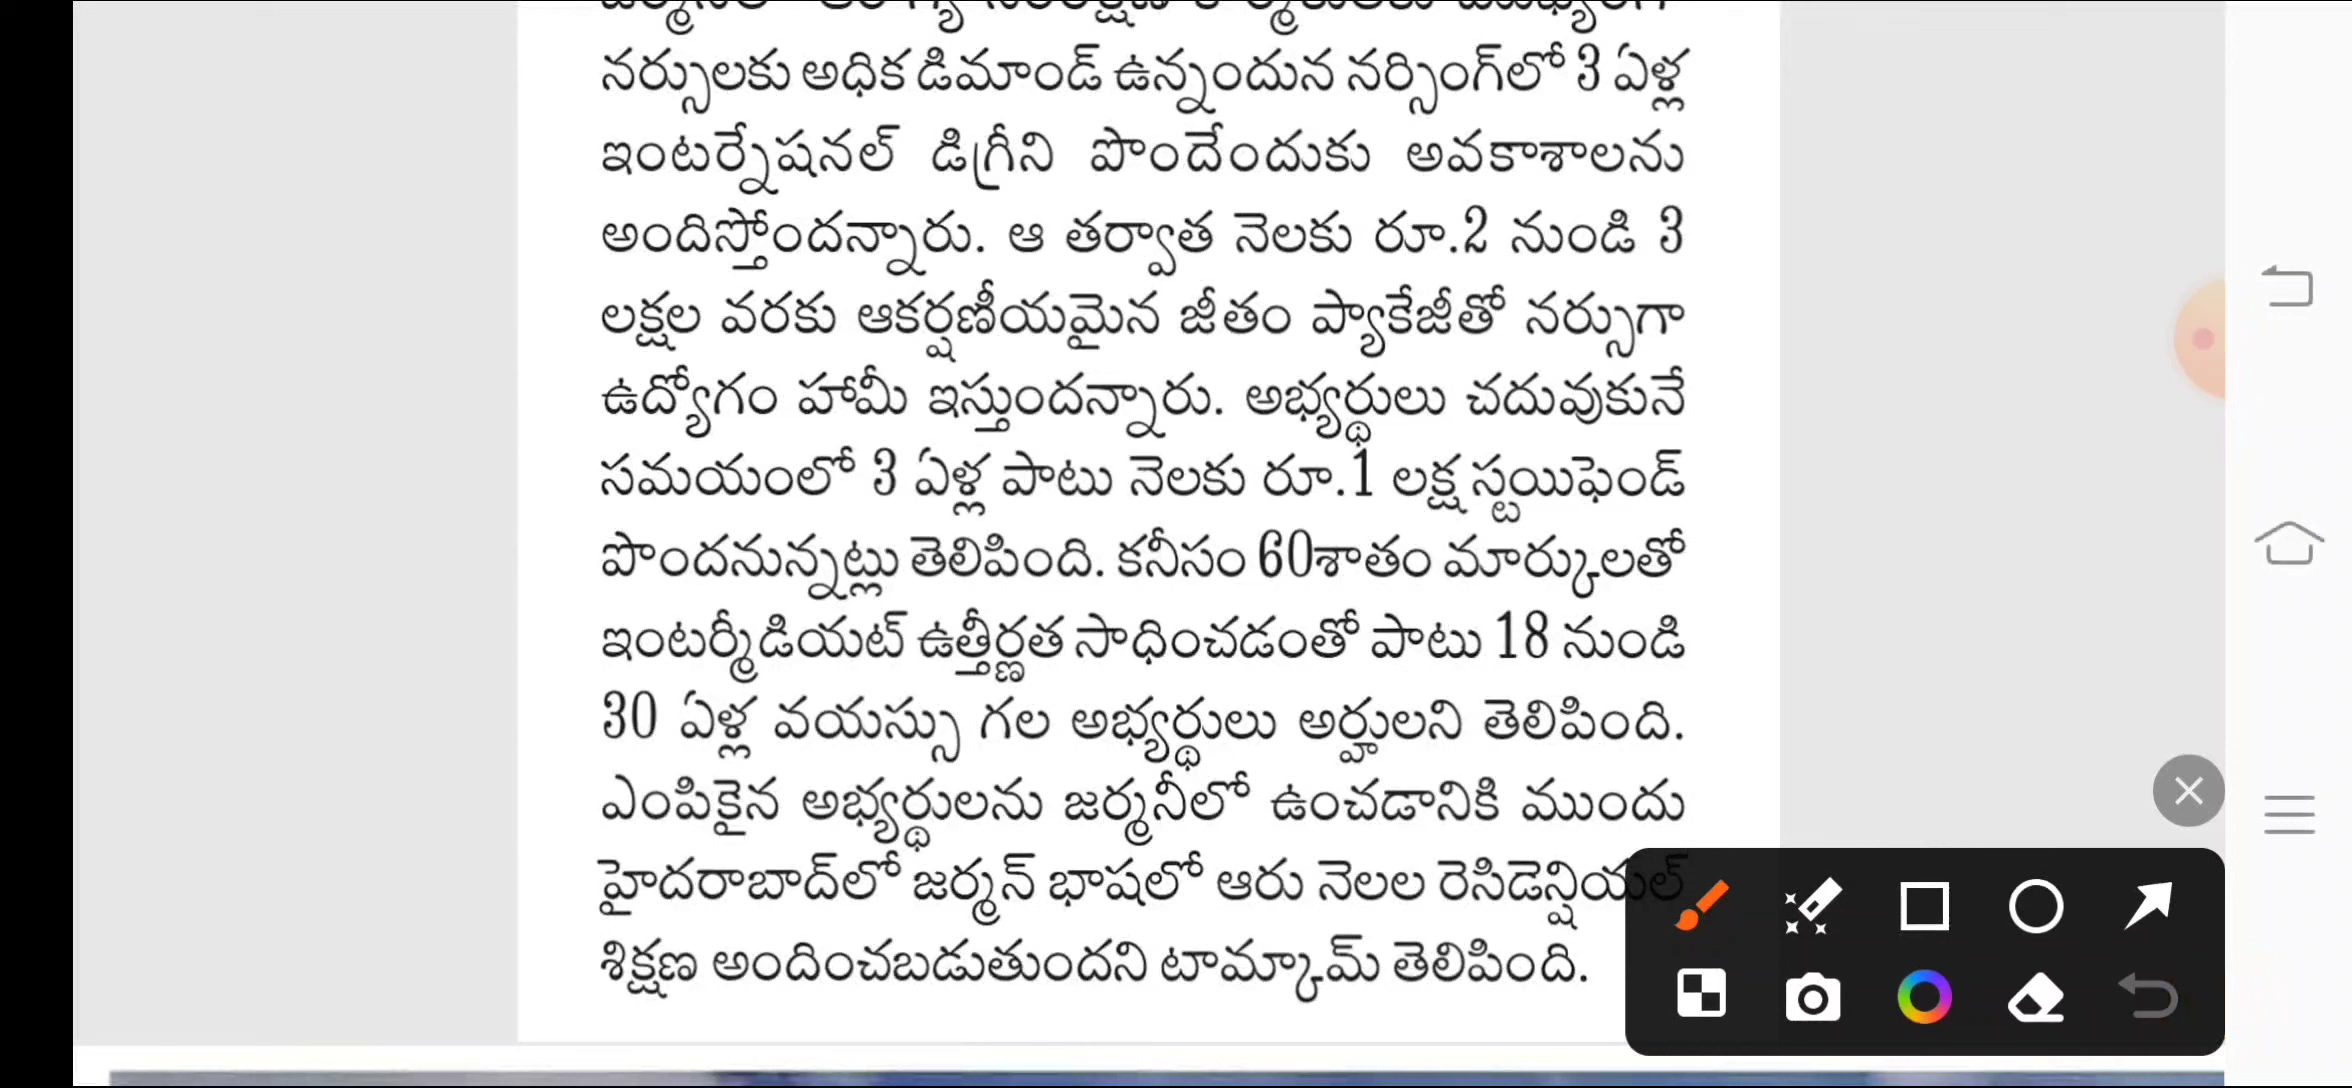 నర్సులకు అధిక డిమాండ్ ఉన్నందున నర్సింగ్‌లో 3 ఏళ్ల
ఇంటర్నేషనల్ డిగ్రీని పొందేందుకు అవకాశాలను
అందిస్తోందన్నారు. ఆ తర్వాత నెలకు రూ.2 నుండి 3
లక్షల వరకు ఆకర్షణీయమైన జీతం ప్యాకేజీతో నర్సుగా
ఉద్యోగం హామీ ఇస్తుందన్నారు. అభ్యర్థులు చదువుకునే
సమయంలో 3 ఏళ్ల పాటు నెలకు రూ.1 లక్ష స్టయిఫెండ్
పొందనున్నట్లు తెలిపింది. కనీసం 60శాతం మార్కులతో
ఇంటర్మీడియట్ ఉత్తీర్ణత సాధించడంతో పాటు 18 నుండి
30 ఏళ్ల వయస్సు గల అభ్యర్థులు అర్హులని తెలిపింది.
ఎంపికైన అభ్యర్థులను జర్మనీలో ఉంచడానికి ముందు
హైదరాబాద్‌లో జర్మన్ భాషలో ఆరు నెలల రెసిడెన్షియల్
శిక్షణ అందించబడుతుందని టామ్కామ్ తెలిపింది.